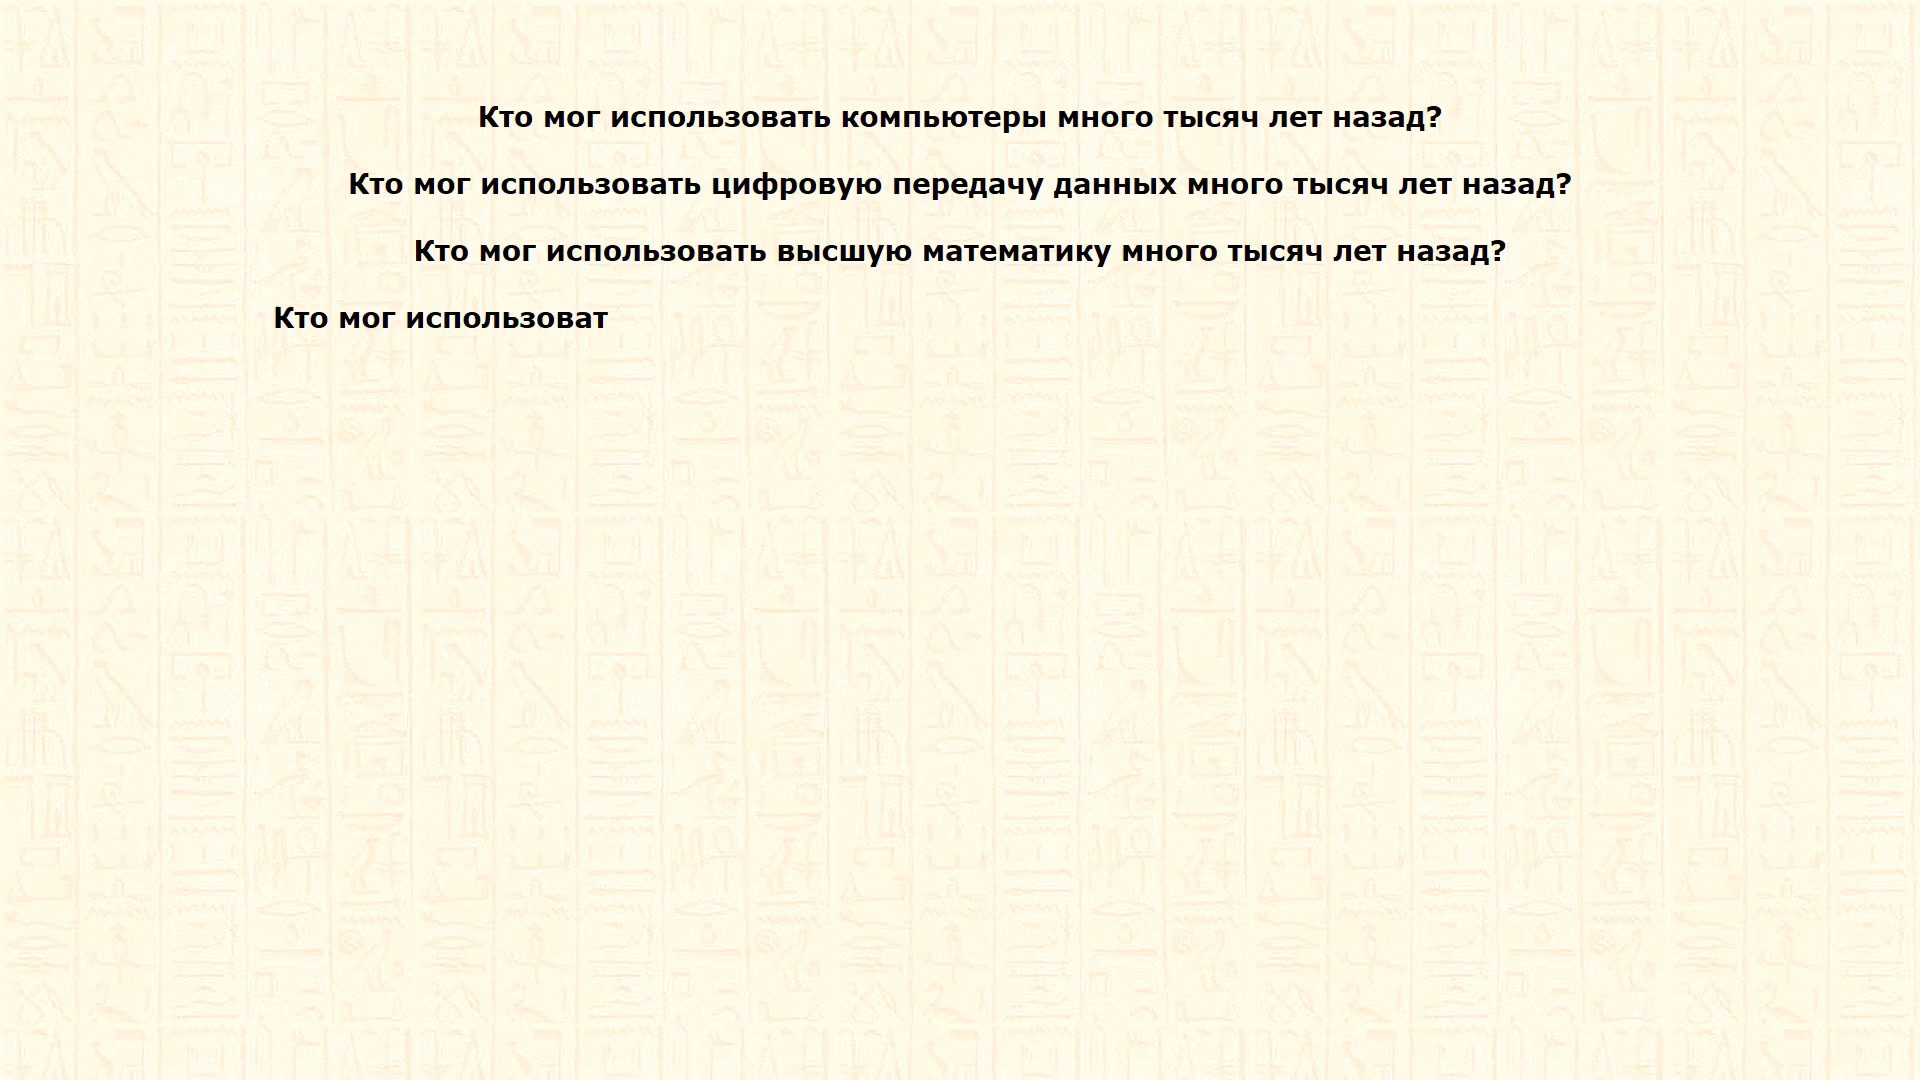 Кто мог использовать компьютеры много тысяч лет назад?
Кто мог использовать цифровую передачу данных много тысяч лет назад?
Кто мог использовать высшую математику много тысяч лет назад?
Кто мог использоват